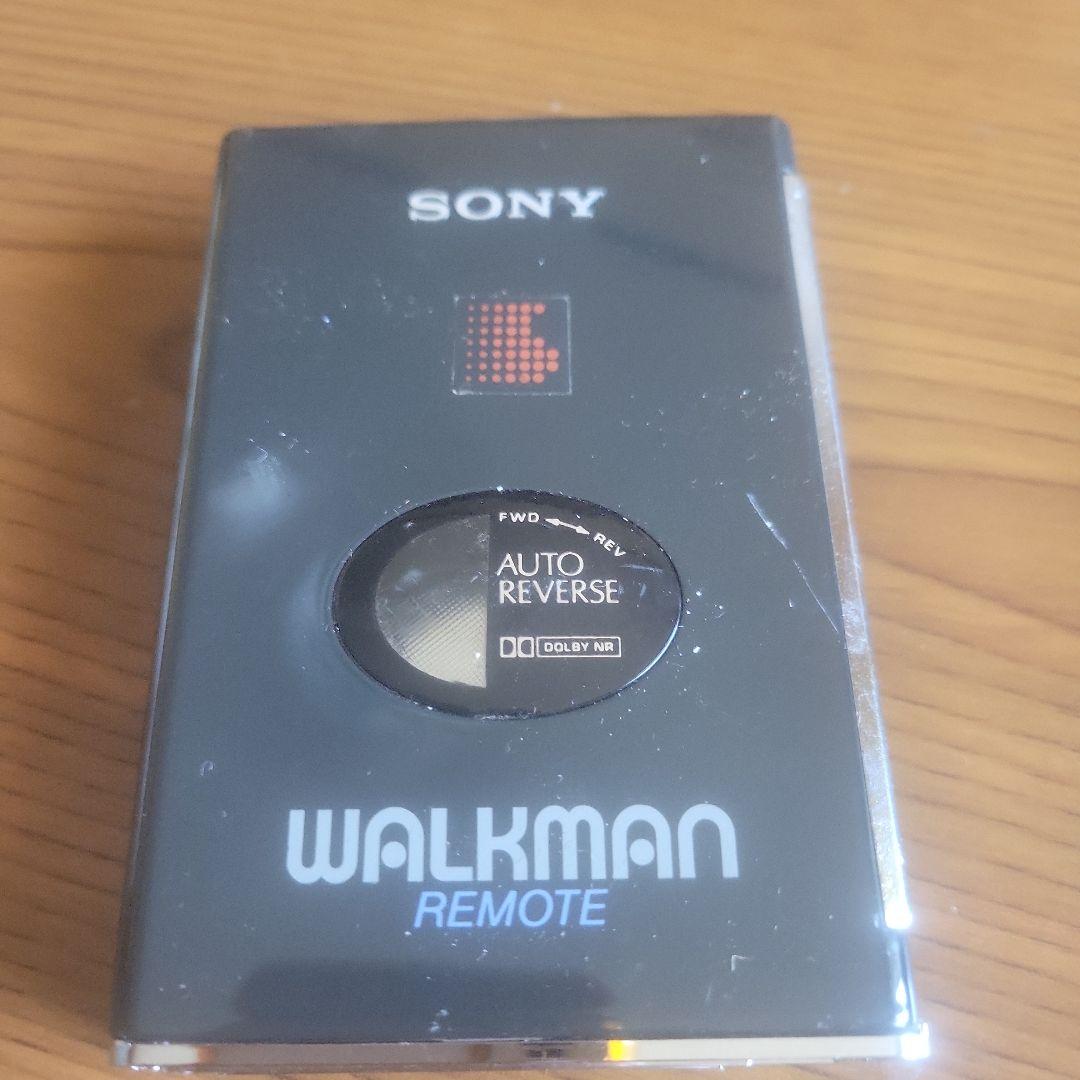 SONY
FWD
REV
AUTO
REVERSE
DOLBY NR
WALKMAN
REMOTE